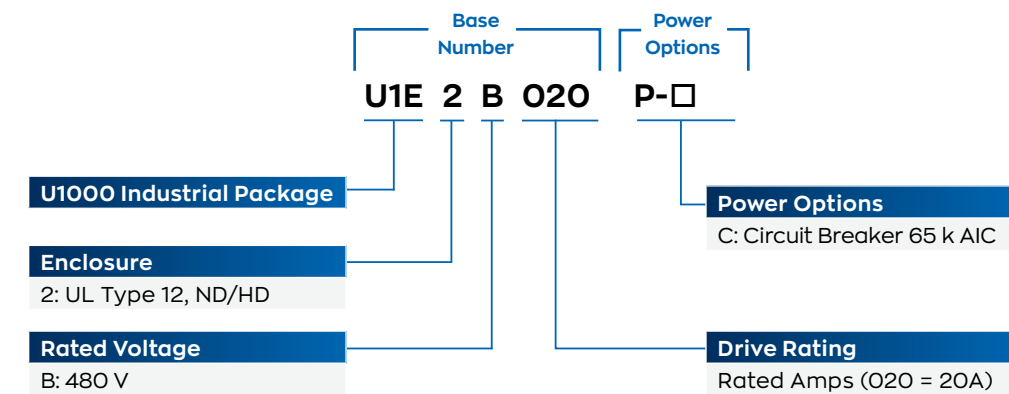 Base
Number
Power
Options
U1E 2 B 020 P-□
U1000 Industrial Package
Enclosure
2: UL Type 12, ND/HD
Rated Voltage
B: 480 V
Power Options
C: Circuit Breaker 65 k AIC
Drive Rating
Rated Amps (020 = 20A)